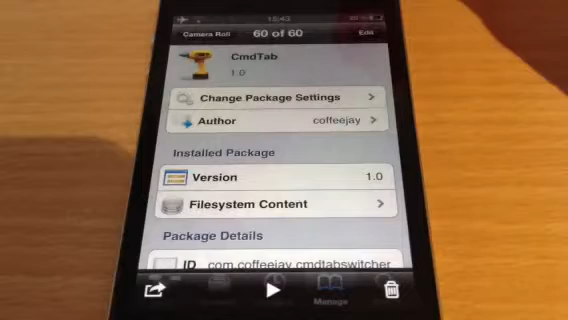 15:43
Camera Roll
60 of 60
Edit
CmdTab
1.0
Change Package Settings
Author
coffeejay
Installed Package
Version
1.0
Filesystem Content
Package Details
ID
com.coffeejay.cmdtabswitcher
Manage